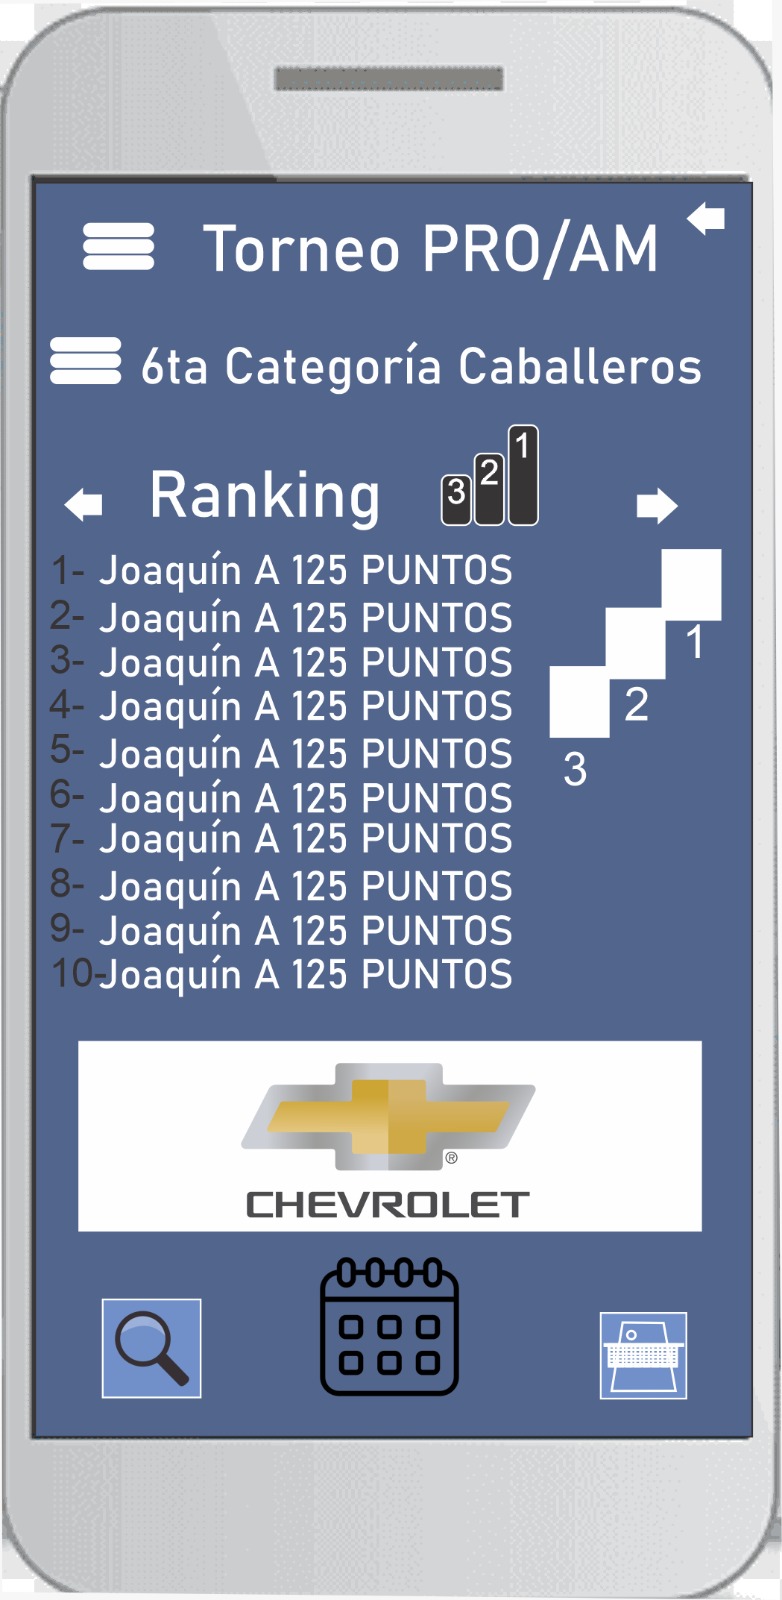 Torneo PRO/AM
6ta Categoría Caballeros
Ranking
3 2 1
1- Joaquín A 125 PUNTOS
2- Joaquín A 125 PUNTOS
3- Joaquín A 125 PUNTOS
4- Joaquín A 125 PUNTOS
5- Joaquín A 125 PUNTOS
6- Joaquín A 125 PUNTOS
7- Joaquín A 125 PUNTOS
8- Joaquín A 125 PUNTOS
9- Joaquín A 125 PUNTOS
10-Joaquín A 125 PUNTOS
1
2
3
®
CHEVROLET